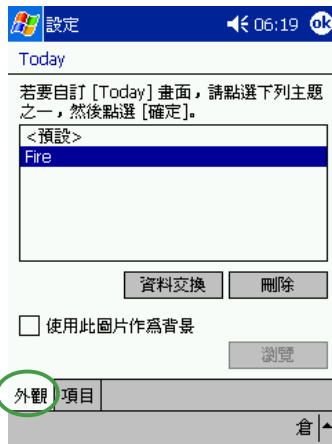 設定 06:19 ok
Today
若要自訂 [Today] 畫面，請點選下列主題
之一，然後點選 [確定]。
<預設>
Fire
資料交換 刪除
使用此圖片作為背景
瀏覽
外觀 項目
倉